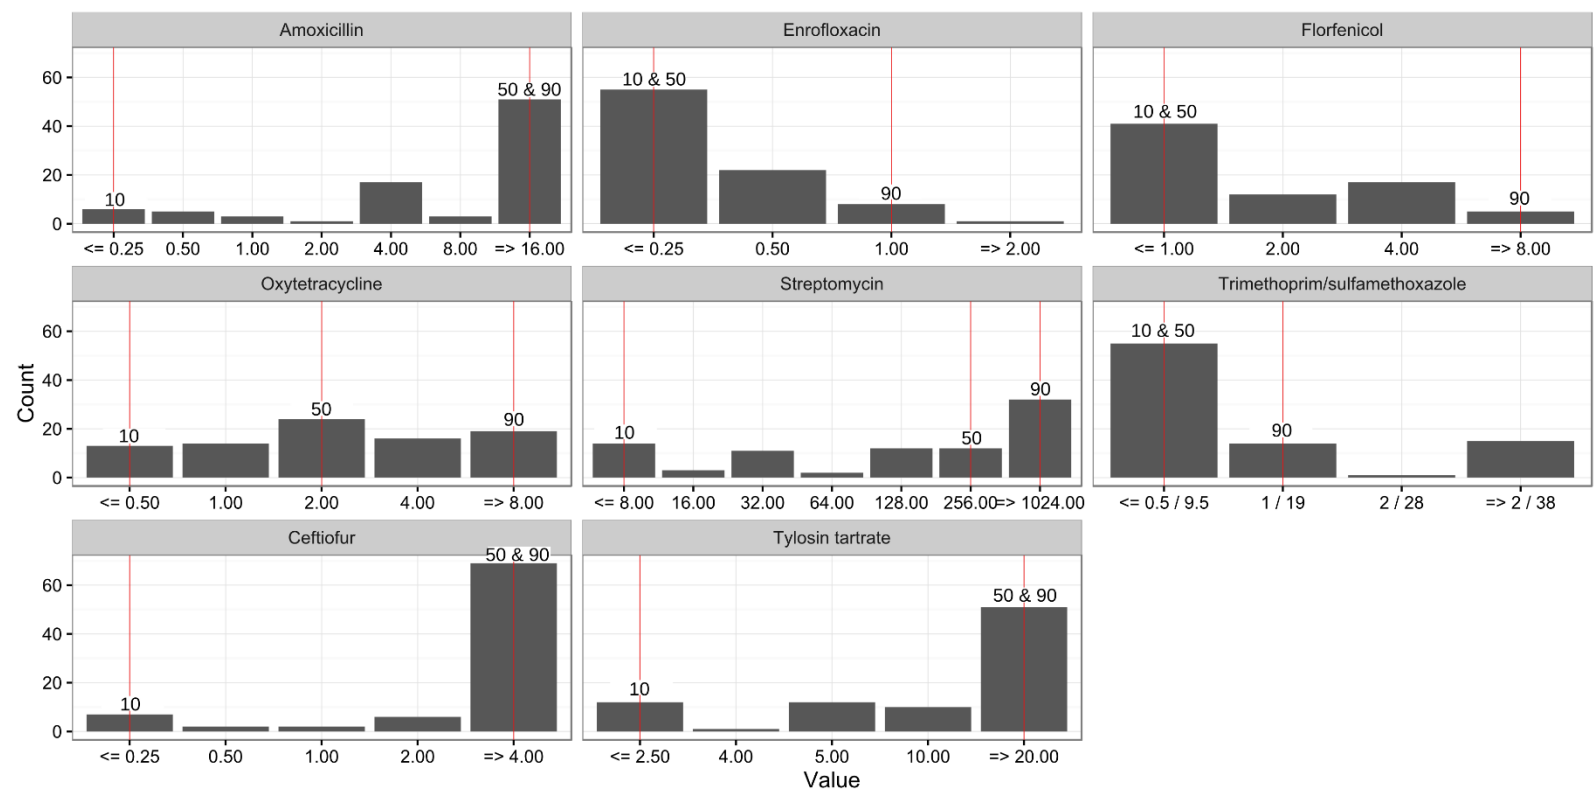 Amoxicillin Enrofloxacin Florfenicol
60
40
20
0
10
50 & 90
10 & 50
90
10 & 50
90
<= 0.25 0.50 1.00 2.00 4.00 8.00 => 16.00 <= 0.25 0.50 1.00 => 2.00 <= 1.00 2.00 4.00 => 8.00
Oxytetracycline Streptomycin Trimethoprim/sulfamethoxazole
Count
60
40
20
0
10
50
90
10
50
90
10 & 50
90
<= 0.50 1.00 2.00 4.00 => 8.00 <= 8.00 16.00 32.00 64.00 128.00 256.00 => 1024.00 <= 0.5 / 9.5 1 / 19 2 / 28 => 2 / 38
Ceftiofur Tylosin tartrate
60
40
20
0
10
50 & 90
10
50 & 90
<= 0.25 0.50 1.00 2.00 => 4.00 <= 2.50 4.00 5.00 10.00 => 20.00
Value